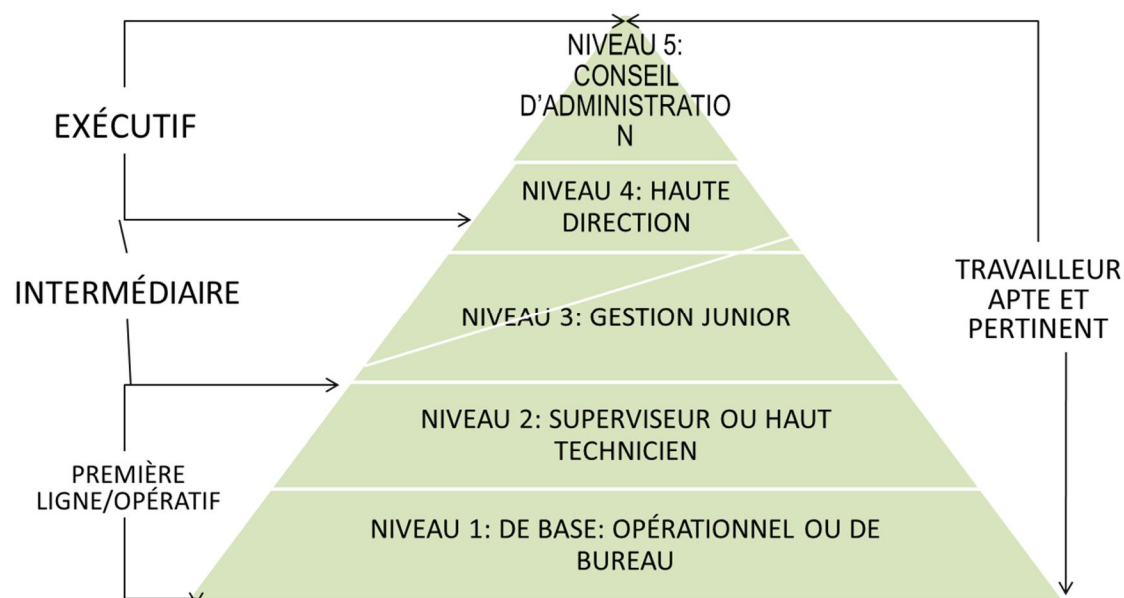 NIVEAU 5:
CONSEIL
D'ADMINISTRATIO
N
EXÉCUTIF
NIVEAU 4: HAUTE
DIRECTION
INTERMÉDIAIRE
TRAVAILLEUR
APTE ET
PERTINENT
NIVEAU 3: GESTION JUNIOR
NIVEAU 2: SUPERVISEUR OU HAUT
TECHNICIEN
PREMIÈRE
LIGNE/OPÉRATIF
NIVEAU 1: DE BASE: OPÉRATIONNEL OU DE
BUREAU